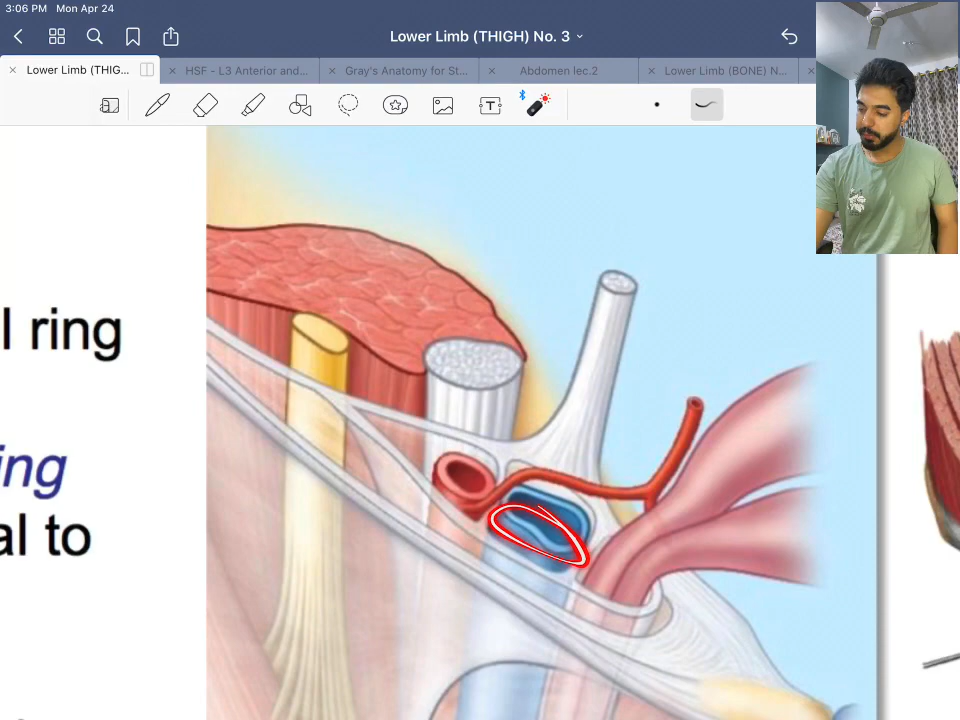 3:06 PM Mon Apr 24
Lower Limb (THIGH) No. 3
Lower Limb (THIG...
HSF - L3 Anterior and...
Gray's Anatomy for St...
Abdomen lec.2
Lower Limb (BONE) N...
T
l ring
ing
al to